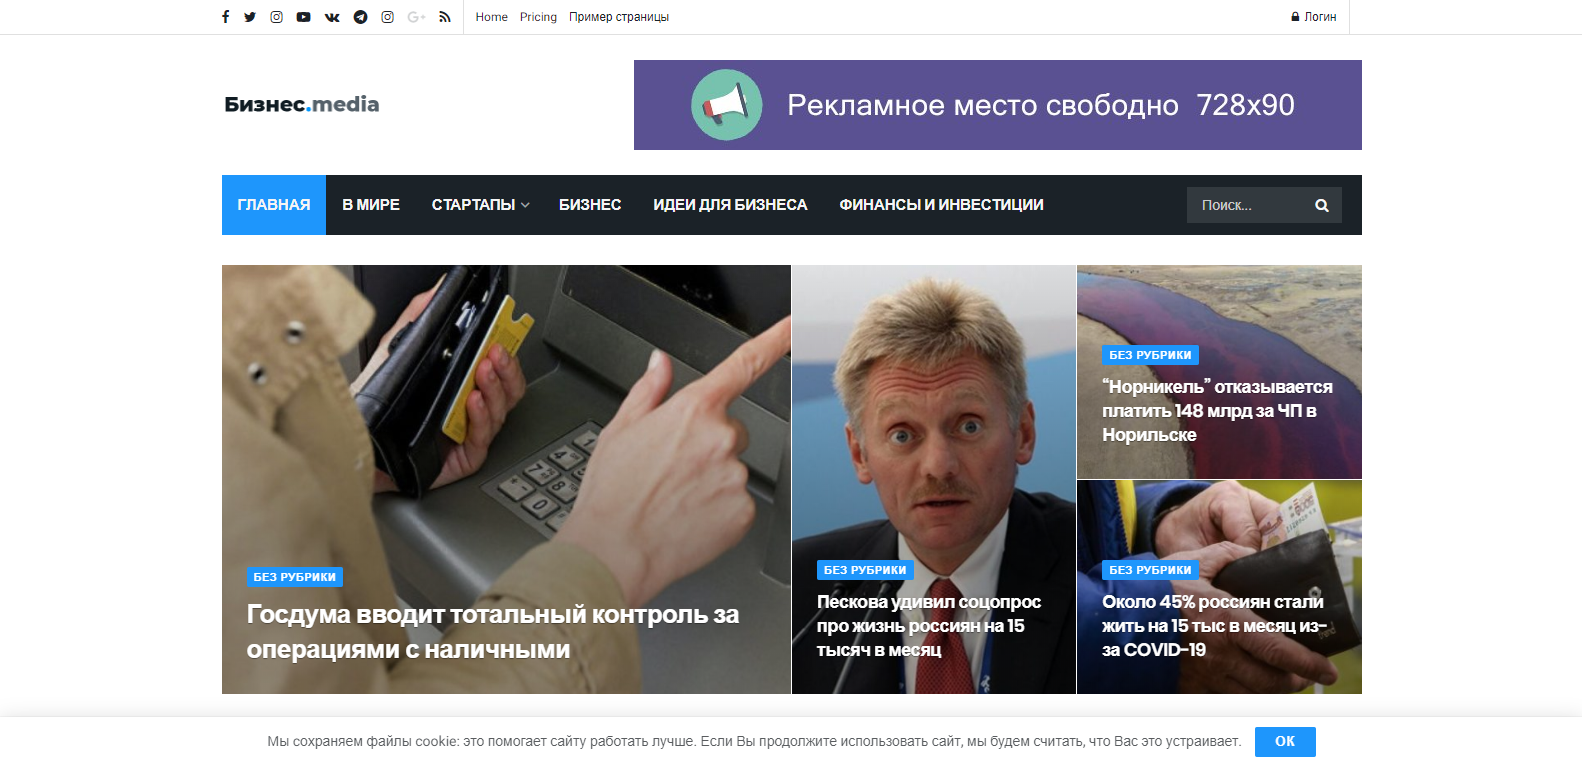 Home Pricing Пример страницы
Логин
Бизнес.media
Рекламное место свободно 728x90
ГЛАВНАЯ В МИРЕ СТАРТАПЫ БИЗНЕС ИДЕИ ДЛЯ БИЗНЕСА ФИНАНСЫ И ИНВЕСТИЦИИ
Поиск...
БЕЗ РУБРИКИ
Госдума вводит тотальный контроль за
операциями с наличными
БЕЗ РУБРИКИ
Пескова удивил соцопрос
про жизнь россиян на 15
тысяч в месяц
БЕЗ РУБРИКИ
“Норникель” отказывается
платить 148 млрд за ЧП в
Норильске
БЕЗ РУБРИКИ
Около 45% россиян стали
жить на 15 тыс в месяц из-
за COVID-19
Мы сохраняем файлы cookie: это помогает сайту работать лучше. Если Вы продолжите использовать сайт, мы будем считать, что Вас это устраивает.
ОК